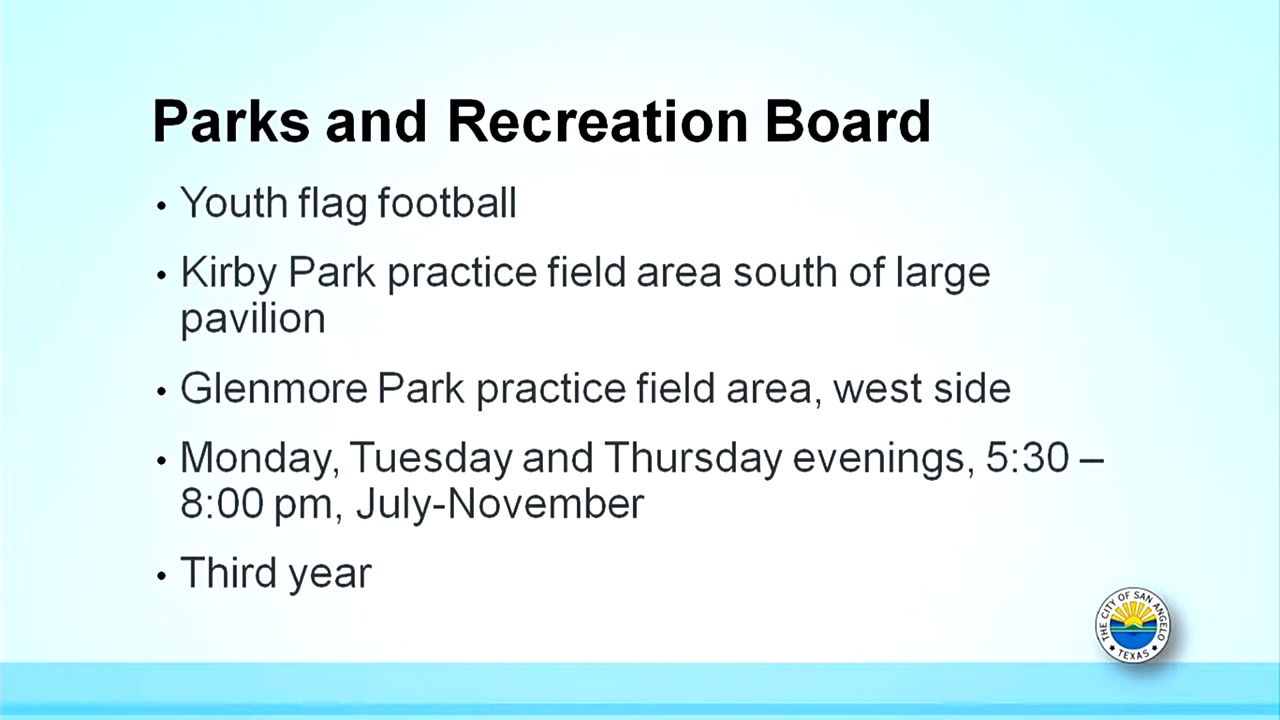 Parks and Recreation Board
• Youth flag football
• Kirby Park practice field area south of large
pavilion
• Glenmore Park practice field area, west side
• Monday, Tuesday and Thursday evenings, 5:30 –
8:00 pm, July-November
• Third year
THE CITY OF SAN ANGELO
TEXAS